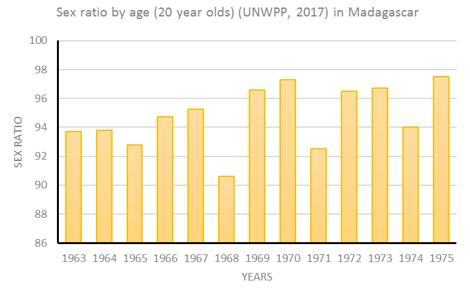 Sex ratio by age (20 year olds) (UNWPP, 2017) in Madagascar
100
98
96
94
92
90
88
86
SEX RATIO
1963 1964 1965 1966 1967 1968 1969 1970 1971 1972 1973 1974 1975
YEARS